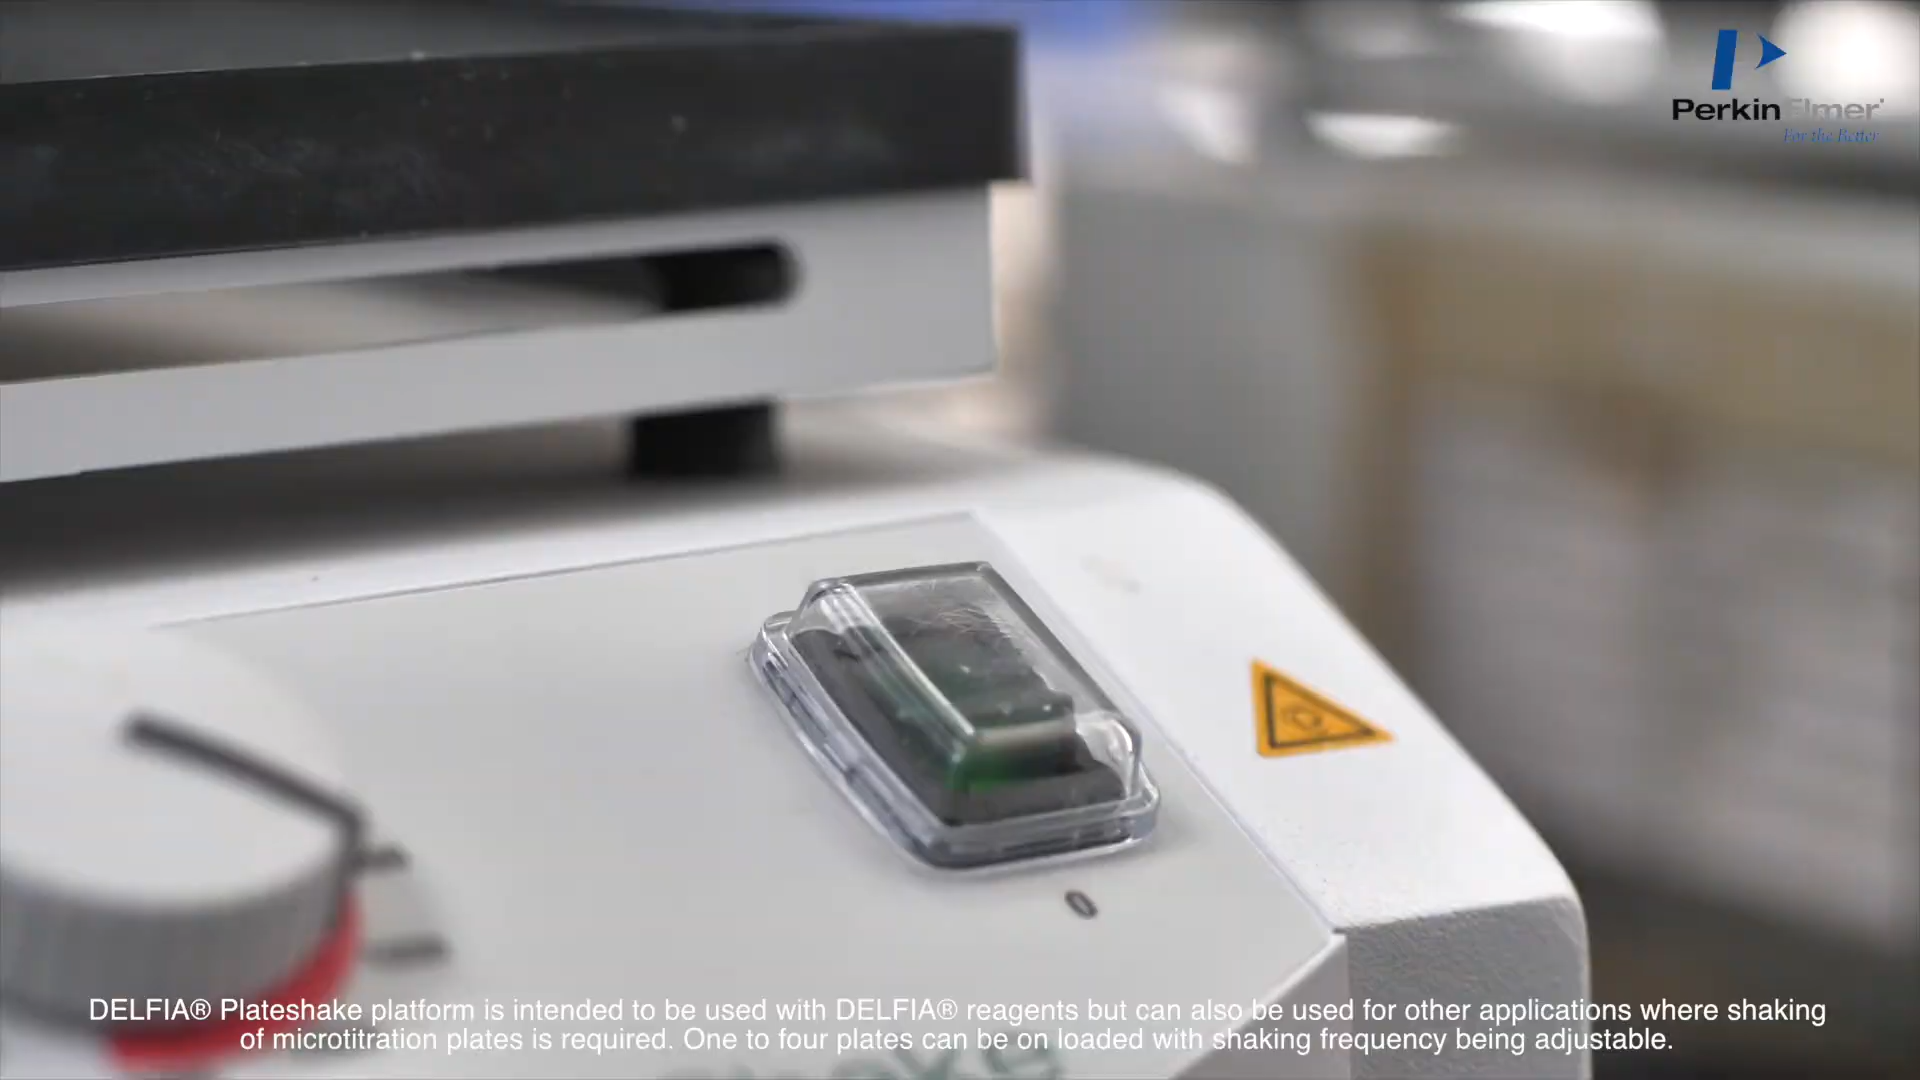 PerkinElmer
For the Better
0
DELFIA® Plateshake platform is intended to be used with DELFIA® reagents but can also be used for other applications where shaking
of microtitration plates is required. One to four plates can be on loaded with shaking frequency being adjustable.